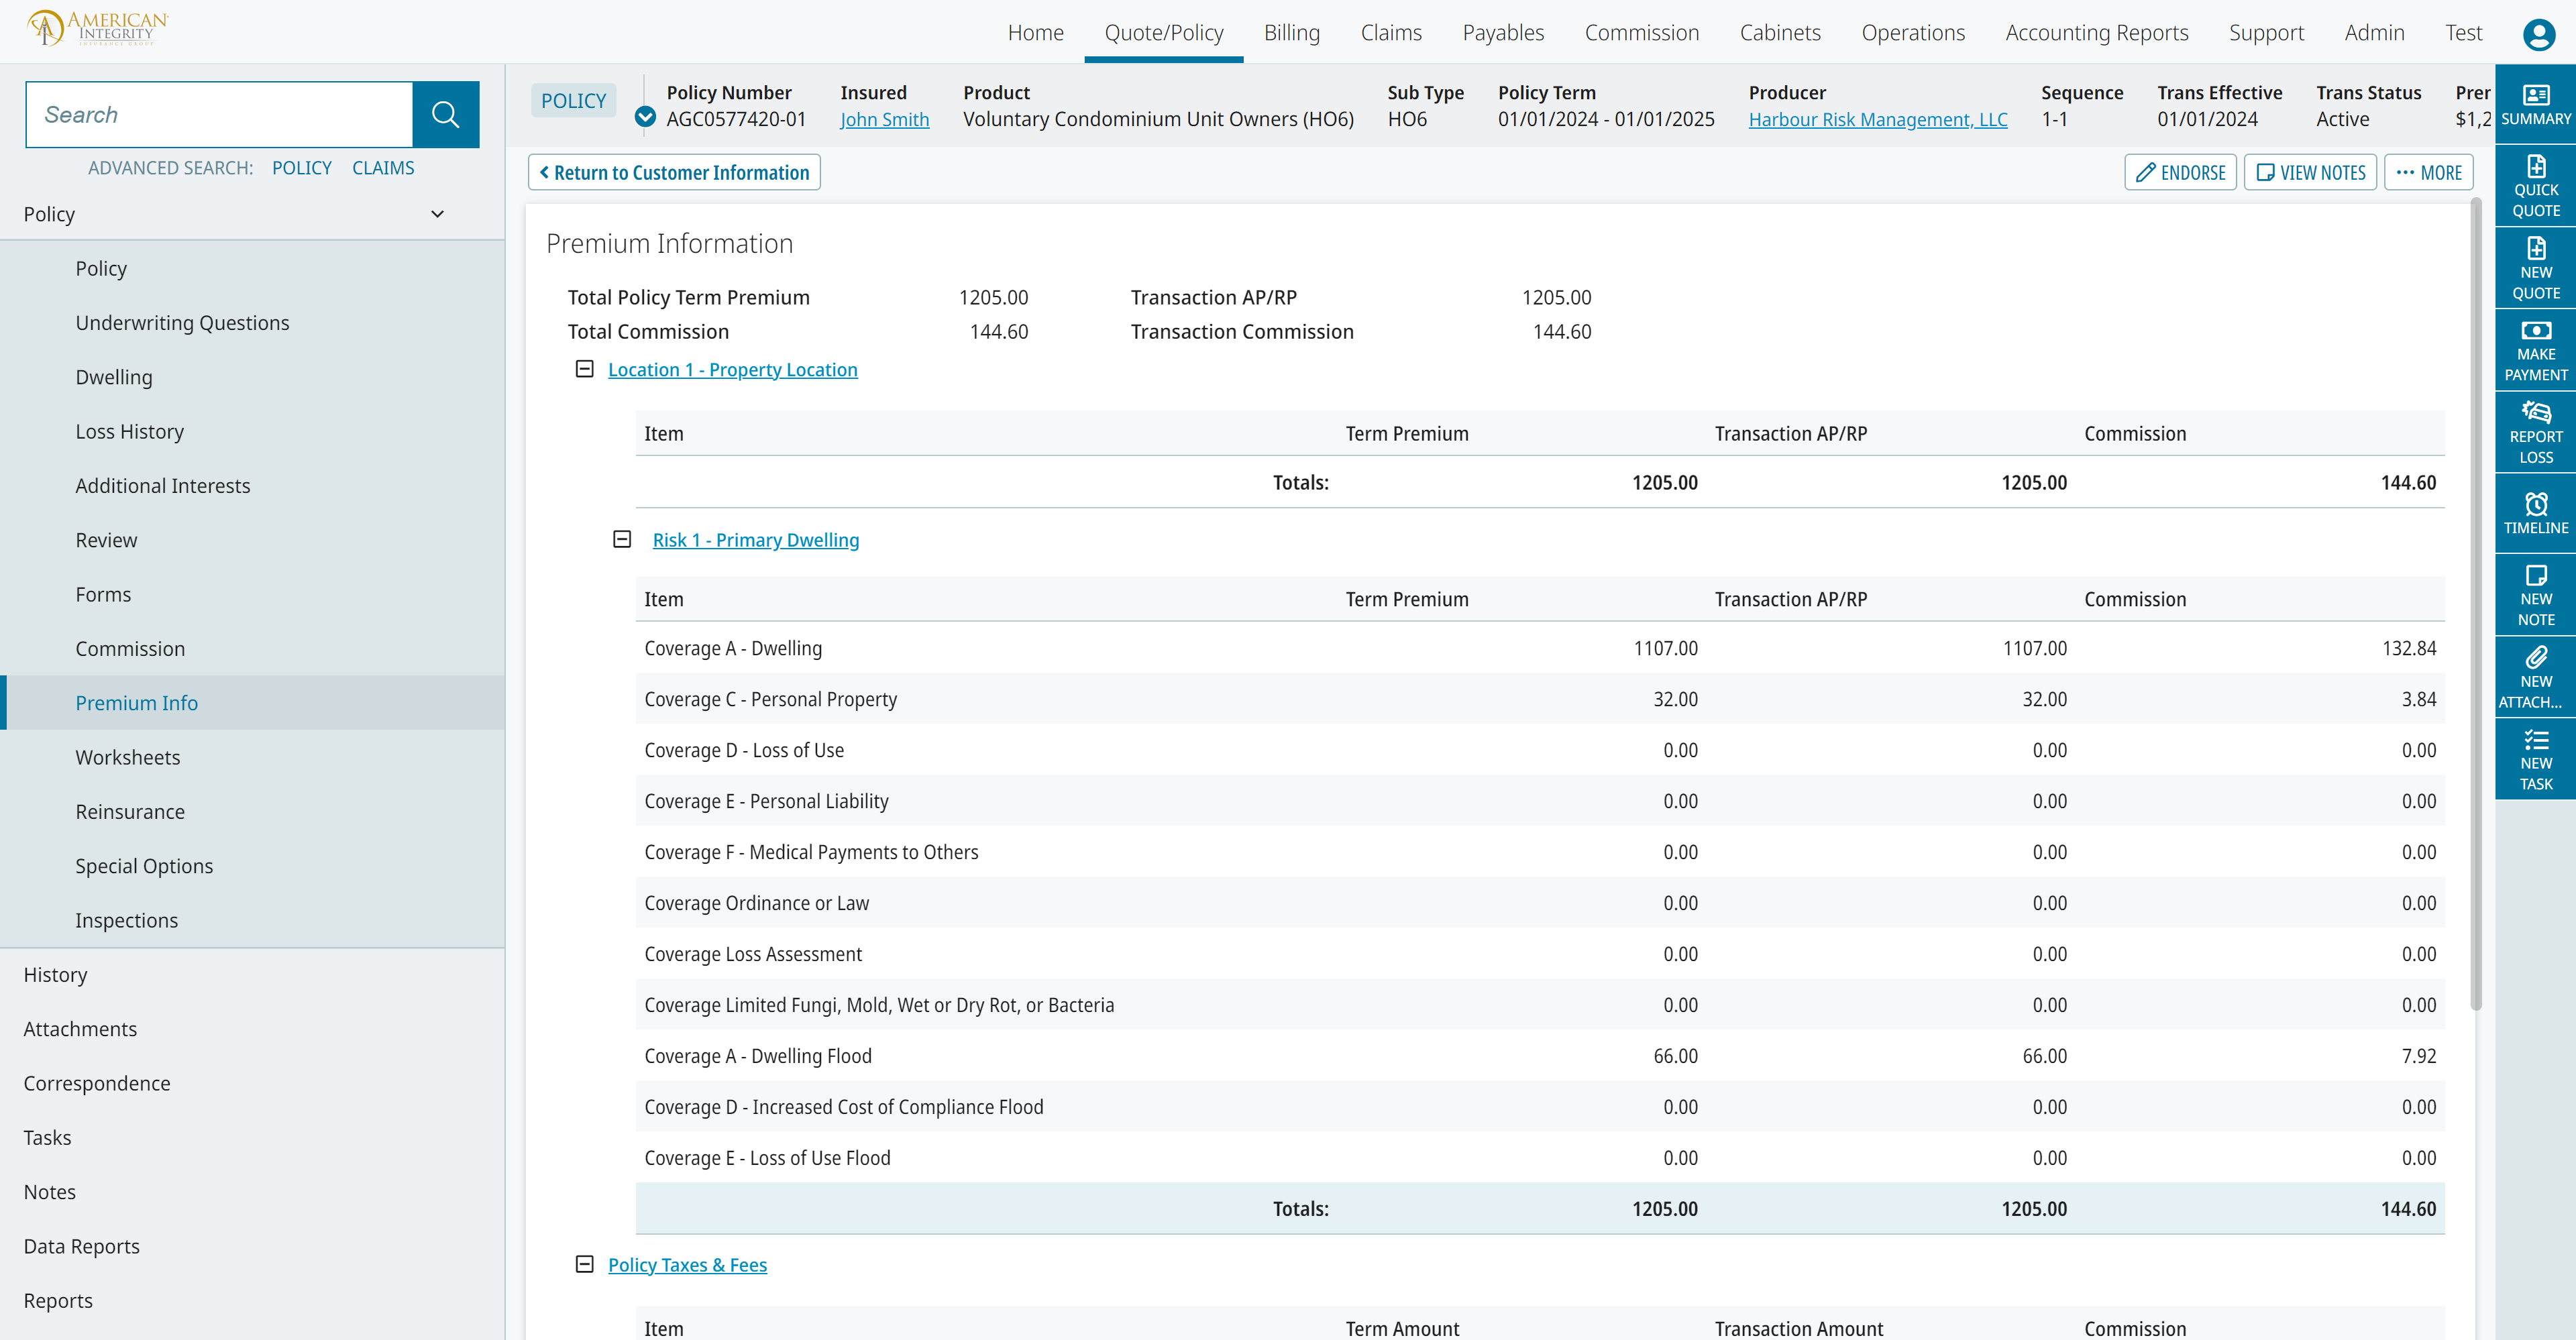 AMERICAN
INTEGRITY
INSURANCE GROUP
Home Quote/Policy Billing Claims Payables Commission Cabinets Operations Accounting Reports Support Admin Test
Search
ADVANCED SEARCH: POLICY CLAIMS
Policy
Policy
Underwriting Questions
Dwelling
Loss History
Additional Interests
Review
Forms
Commission
Premium Info
Worksheets
Reinsurance
Special Options
Inspections
History
Attachments
Correspondence
Tasks
Notes
Data Reports
Reports
POLICY
Policy Number Insured Product Sub Type Policy Term Producer Sequence Trans Effective Trans Status Prer
AGC0577420-01 John Smith Voluntary Condominium Unit Owners (HO6) HO6 01/01/2024 - 01/01/2025 Harbour Risk Management, LLC 1-1 01/01/2024 Active $1,2
Return to Customer Information ENDORSE VIEW NOTES ··· MORE
Premium Information
Total Policy Term Premium 1205.00 Transaction AP/RP 1205.00
Total Commission 144.60 Transaction Commission 144.60
Location 1 - Property Location
Item Term Premium Transaction AP/RP Commission
Totals: 1205.00 1205.00 144.60
Risk 1 - Primary Dwelling
Item Term Premium Transaction AP/RP Commission
Coverage A - Dwelling 1107.00 1107.00 132.84
Coverage C - Personal Property 32.00 32.00 3.84
Coverage D - Loss of Use 0.00 0.00 0.00
Coverage E - Personal Liability 0.00 0.00 0.00
Coverage F - Medical Payments to Others 0.00 0.00 0.00
Coverage Ordinance or Law 0.00 0.00 0.00
Coverage Loss Assessment 0.00 0.00 0.00
Coverage Limited Fungi, Mold, Wet or Dry Rot, or Bacteria 0.00 0.00 0.00
Coverage A - Dwelling Flood 66.00 66.00 7.92
Coverage D - Increased Cost of Compliance Flood 0.00 0.00 0.00
Coverage E - Loss of Use Flood 0.00 0.00 0.00
Totals: 1205.00 1205.00 144.60
Policy Taxes & Fees
Item Term Amount Transaction Amount Commission
SUMMARY
QUICK
QUOTE
NEW
QUOTE
MAKE
PAYMENT
REPORT
LOSS
TIMELINE
NEW
NOTE
NEW
ATTACH...
NEW
TASK